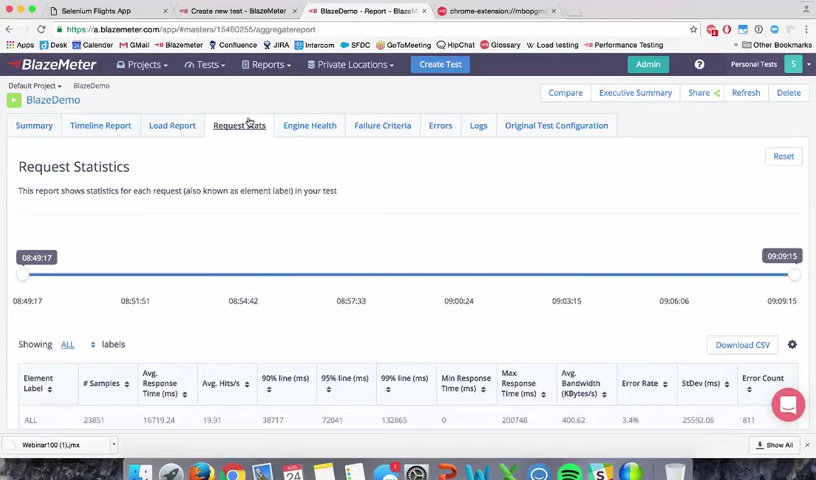 Selenium Flights App
Create new test - BlazeMeter
BlazeDemo - Report - BlazeM
chrome-extension://mbopgm
https://a.blazemeter.com/app/#masters/15460255/aggregatereport
Apps Desk Calendar GMail Blazemeter Confluence JIRA Intercom SFDC GoToMeeting HipChat Glossary Load testing Performance Testing Other Bookmarks
BlazeMeter Projects Tests Reports Private Locations Create Test Admin Personal Tests S
Default Project BlazeDemo
BlazeDemo
Compare Executive Summary Share Refresh Delete
Summary Timeline Report Load Report Request Stats Engine Health Failure Criteria Errors Logs Original Test Configuration
Request Statistics
Reset
This report shows statistics for each request (also known as element label) in your test
08:49:17 09:09:15
08:49:17 08:51:51 08:54:42 08:57:33 09:00:24 09:03:15 09:06:06 09:09:15
Showing ALL labels Download CSV
Element Label # Samples Avg. Response Time (ms) Avg. Hits/s 90% line (ms) 95% line (ms) 99% line (ms) Min Response Time (ms) Max Response Time (ms) Avg. Bandwidth (KBytes/s) Error Rate StDev (ms) Error Count
ALL 23851 16719.24 19.91 38717 72041 132865 0 200748 400.62 3.4% 25592.06 811
Webinar100 (1).jmx Show All